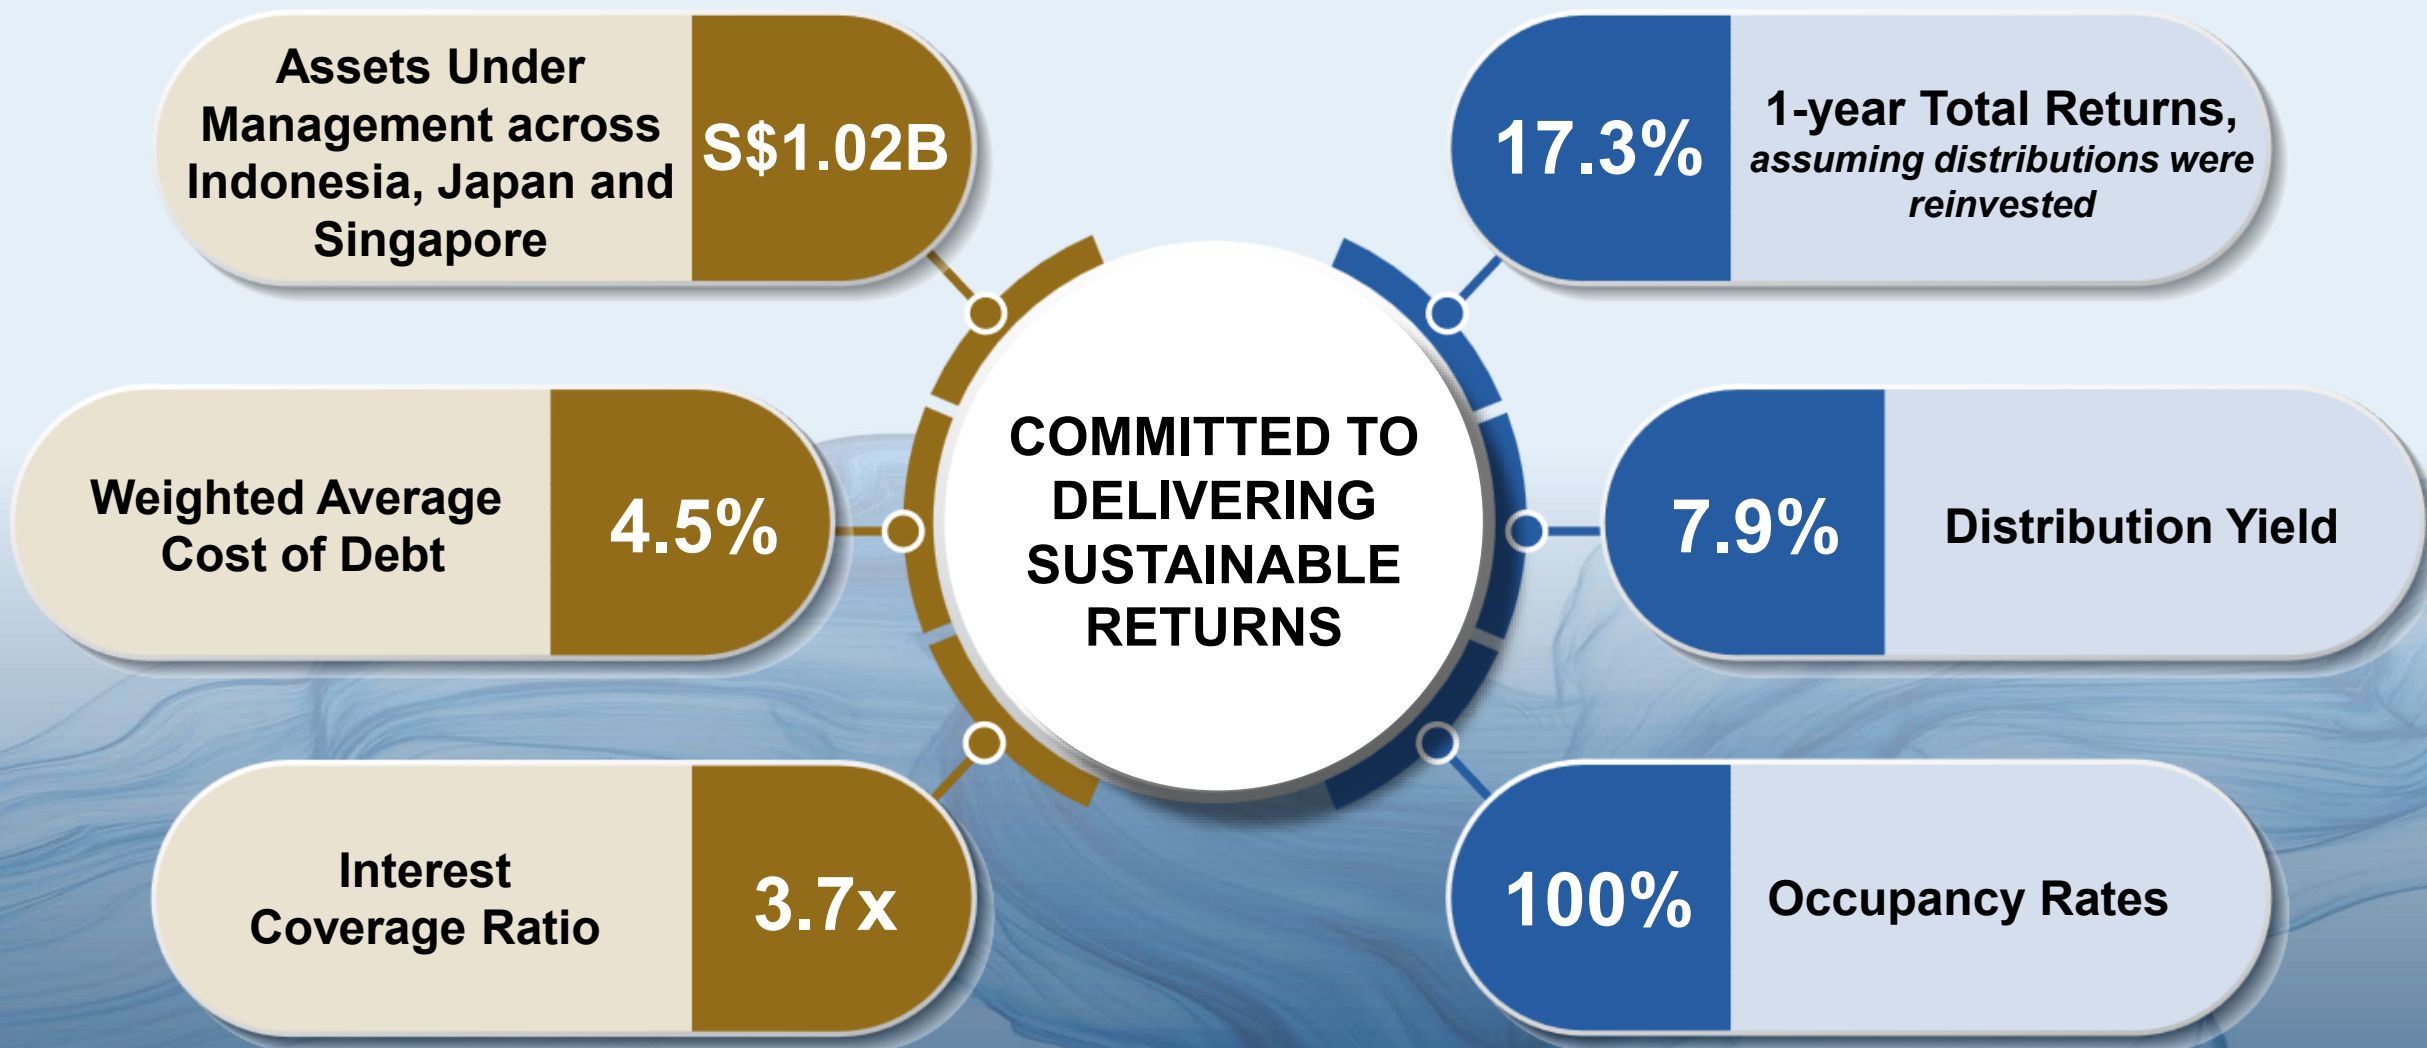 Assets Under
Management across
Indonesia, Japan and
Singapore
S$1.02B
Weighted Average
Cost of Debt
4.5%
Interest
Coverage Ratio
3.7x
COMMITTED TO
DELIVERING
SUSTAINABLE
RETURNS
17.3%
1-year Total Returns,
assuming distributions were
reinvested
7.9%
Distribution Yield
100%
Occupancy Rates